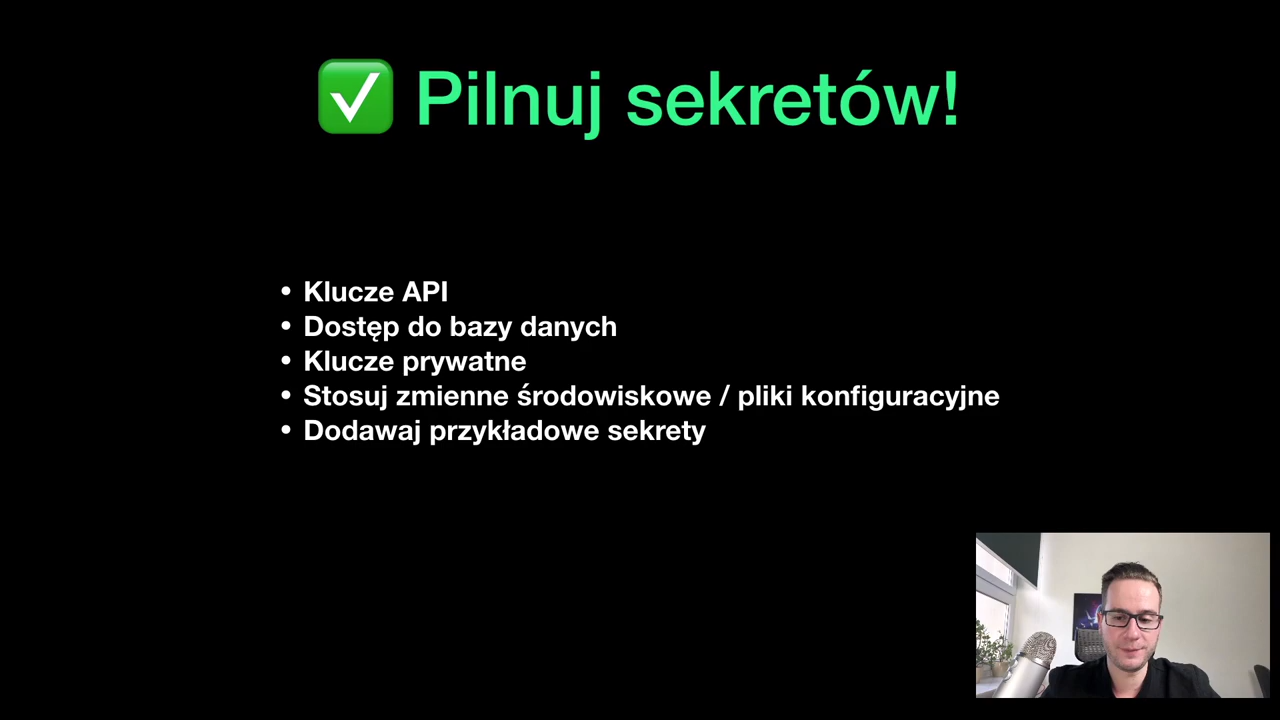 ✅ Pilnuj sekretów!
• Klucze API
• Dostęp do bazy danych
• Klucze prywatne
• Stosuj zmienne środowiskowe / pliki konfiguracyjne
• Dodawaj przykładowe sekrety